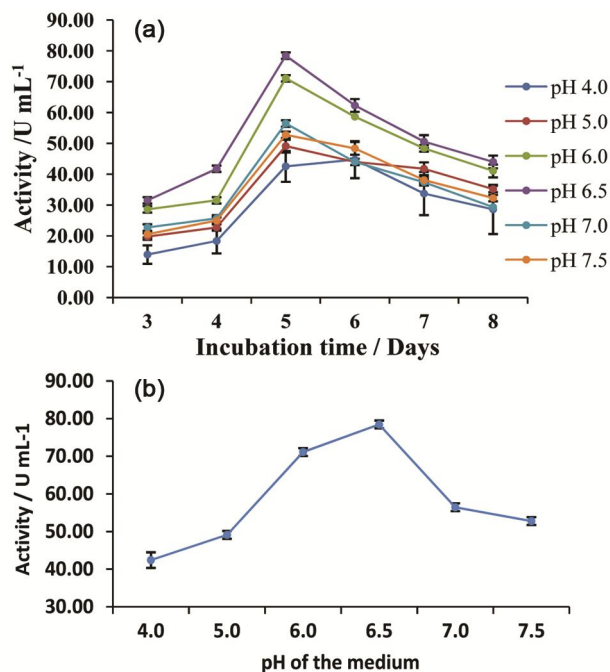 (a)
90.00
80.00
70.00
60.00
50.00
40.00
30.00
20.00
10.00
0.00
Activity /U mL-1
3 4 5 6 7 8
Incubation time / Days
pH 4.0
pH 5.0
pH 6.0
pH 6.5
pH 7.0
pH 7.5
(b)
90.00
80.00
70.00
60.00
50.00
40.00
30.00
Activity / U mL-1
4.0 5.0 6.0 6.5 7.0 7.5
pH of the medium